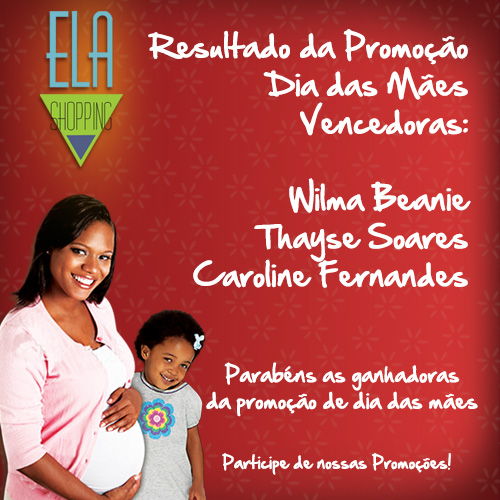 ELA
SHOPPING
Resultado da Promoção
Dia das Mães
Vencedoras:
Wilma Beanie
Thayse Soares
Caroline Fernandes
Parabéns as ganhadoras
da promoção de dia das mães
Participe de nossas Promoções!